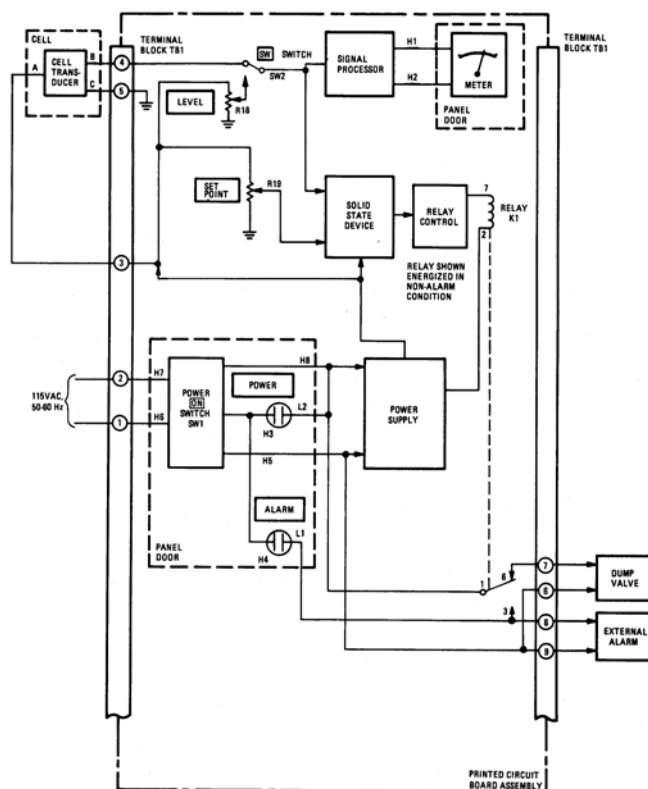 CELL
TERMINAL
BLOCK TB1
A
CELL
TRANS-
DUCER
B
C
4
5
SW SWITCH
SW2
LEVEL
R18
SIGNAL
PROCESSOR
H1
H2
METER
PANEL
DOOR
TERMINAL
BLOCK TB1
SET
POINT
R19
SOLID
STATE
DEVICE
RELAY
CONTROL
7
2
RELAY
K1
RELAY SHOWN
ENERGIZED IN
NON-ALARM
CONDITION
3
115VAC,
50-60 Hz
2
1
H7
H6
POWER
ON
SWITCH
SW1
H8
POWER
L2
H3
H5
ALARM
L1
H4
PANEL
DOOR
POWER
SUPPLY
1
6
3
7
6
8
9
DUMP
VALVE
EXTERNAL
ALARM
PRINTED CIRCUIT
BOARD ASSEMBLY